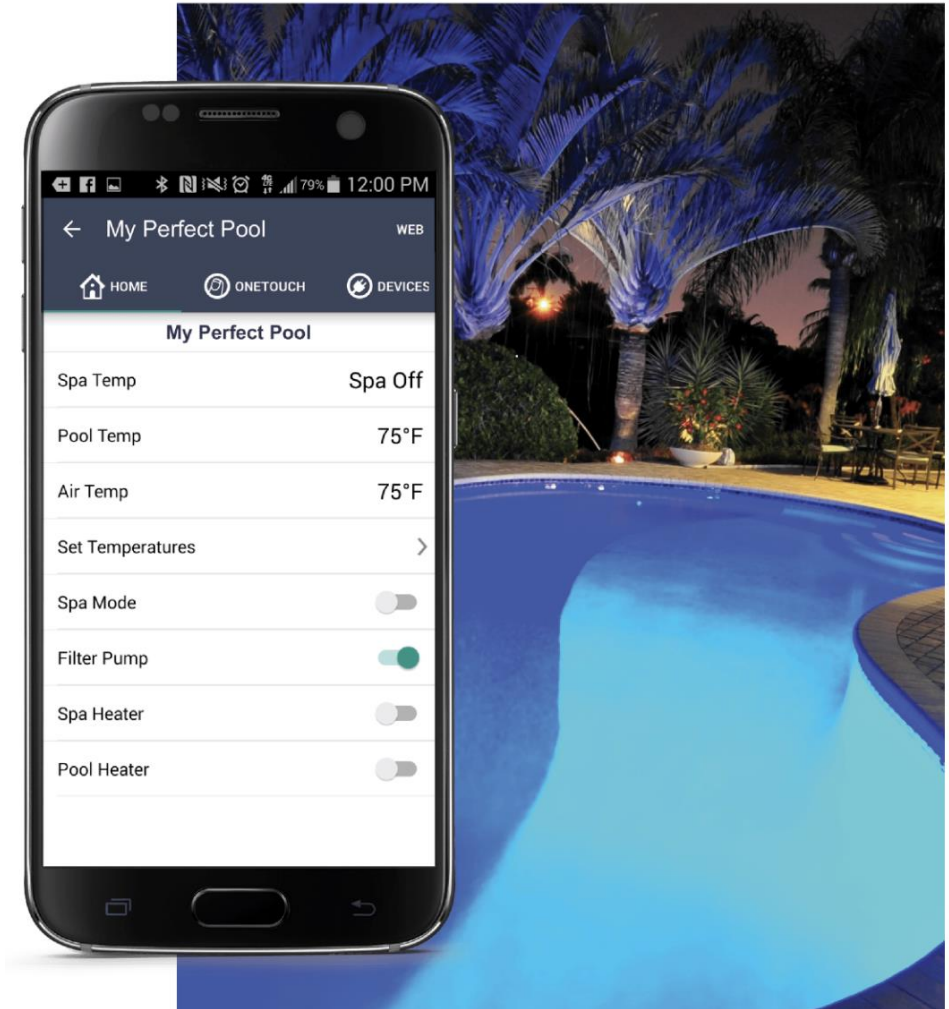 79% 12:00 PM
My Perfect Pool WEB
HOME ONETOUCH DEVICES
My Perfect Pool
Spa Temp Spa Off
Pool Temp 75°F
Air Temp 75°F
Set Temperatures
Spa Mode
Filter Pump
Spa Heater
Pool Heater